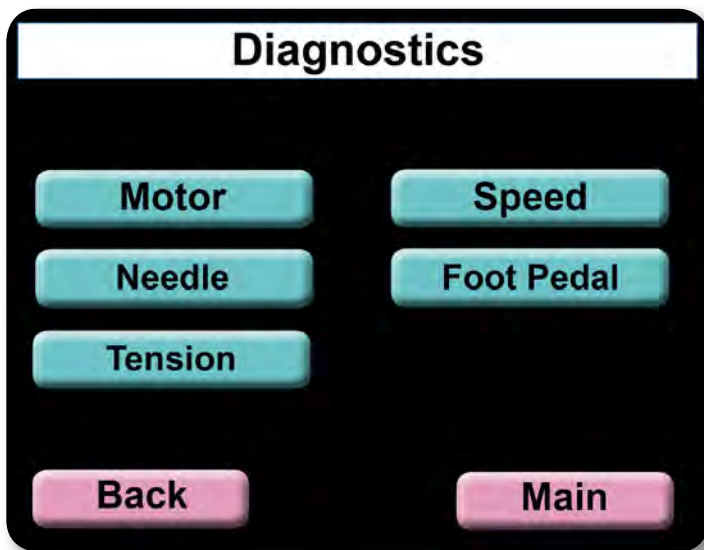 Diagnostics
Motor
Speed
Needle
Foot Pedal
Tension
Back
Main